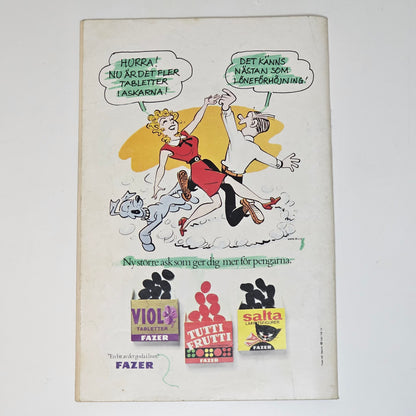 HURRA!
NU ÄR DET FLER
TABLETTER
I ASKARNA!
DET KÄNNS
NÄSTAN SOM
LÖNEFÖRHÖJNING!
Ny större ask som ger dig mer för pengarna.
VIOL
TABLETTER
FAZER
TUTTI
FRUTTI
FAZER
salta
FAZER
FAZER